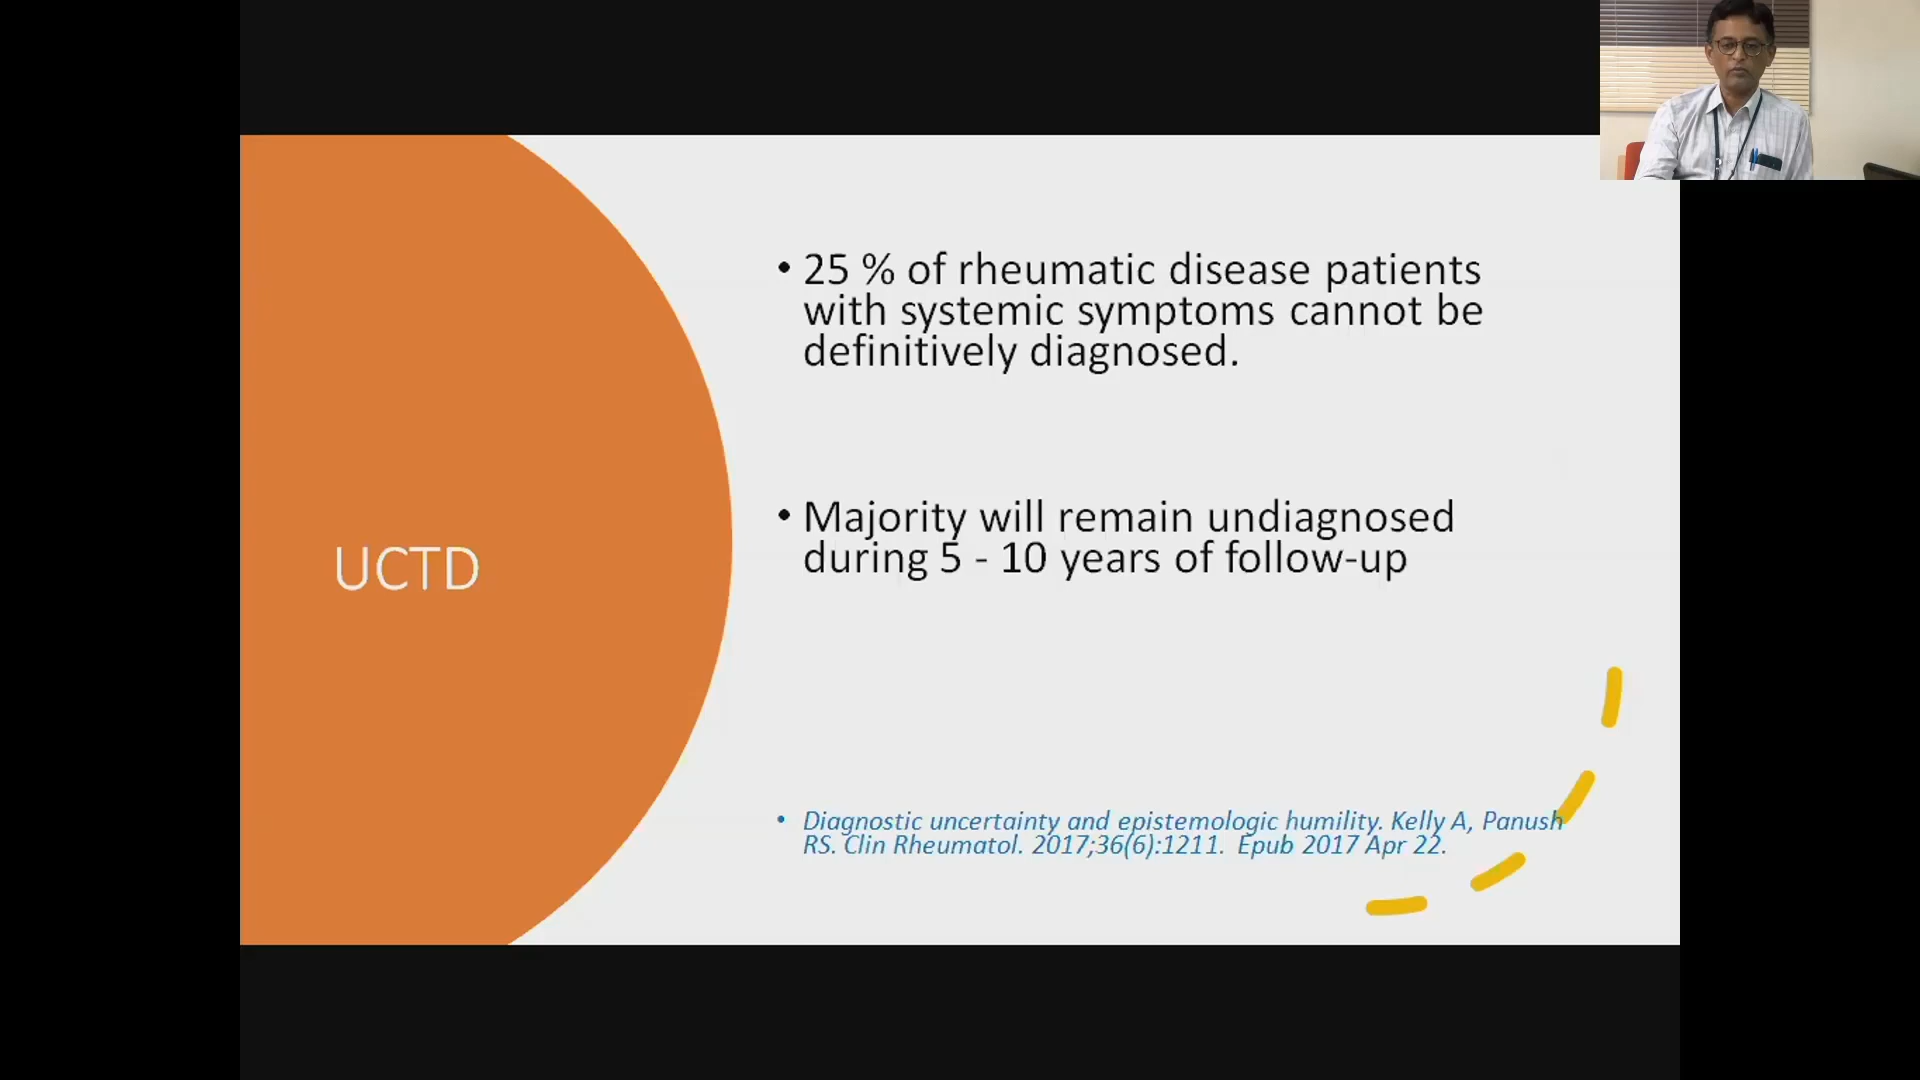 UCTD
• 25 % of rheumatic disease patients
with systemic symptoms cannot be
definitively diagnosed.
• Majority will remain undiagnosed
during 5 - 10 years of follow-up
• Diagnostic uncertainty and epistemologic humility. Kelly A, Panush
RS. Clin Rheumatol. 2017;36(6):1211. Epub 2017 Apr 22.